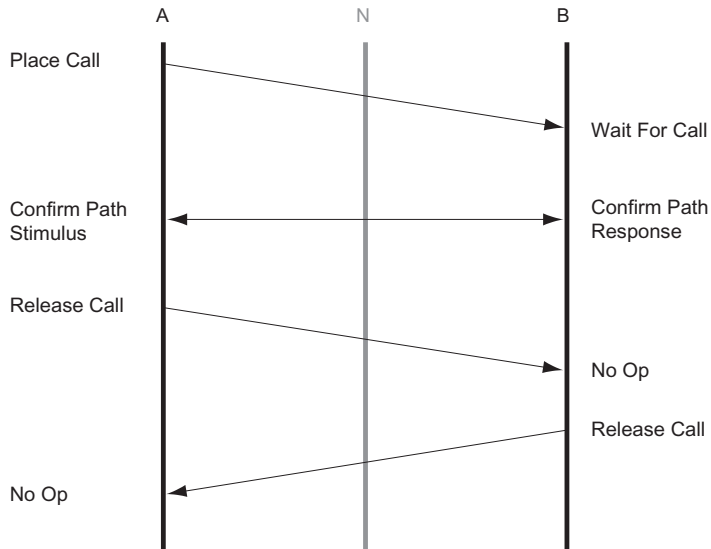 A N B
Place Call
Wait For Call
Confirm Path
Stimulus
Confirm Path
Response
Release Call
No Op
Release Call
No Op